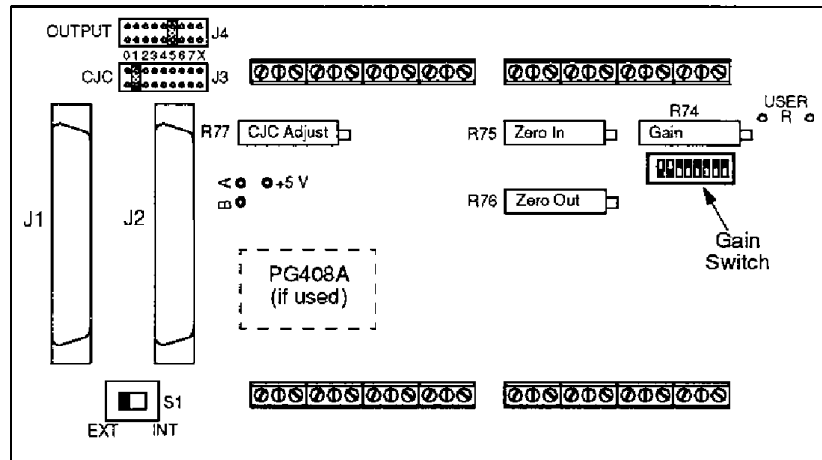 OUTPUT J4
01234567X
CJC J3
J1
J2
R77 CJC Adjust
A +5 V
B
R75 Zero In
R74
Gain
USER
R
R76 Zero Out
Gain
Switch
PG408A
(if used)
S1
EXT INT